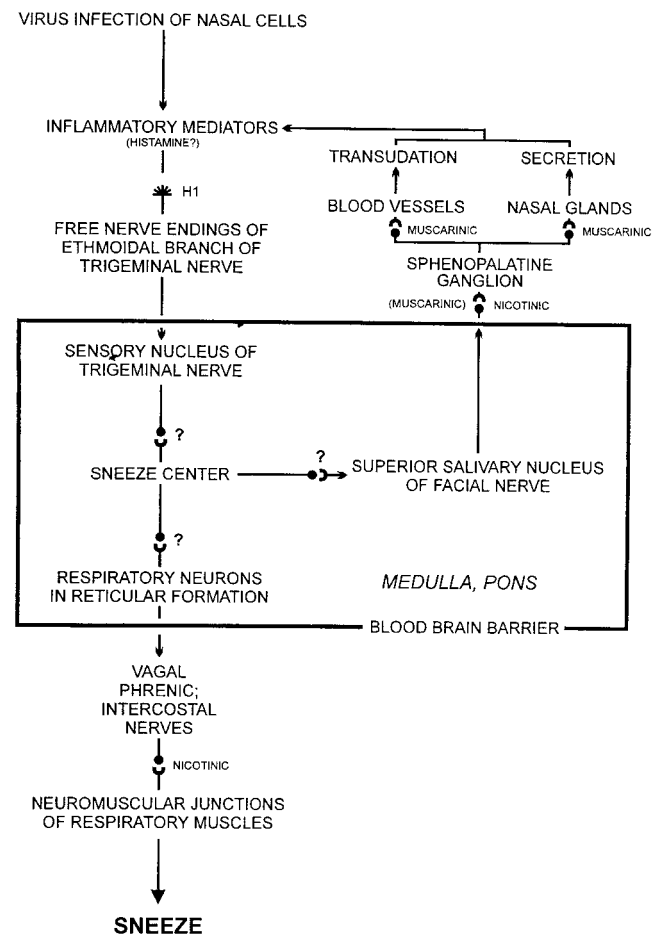 VIRUS INFECTION OF NASAL CELLS
INFLAMMATORY MEDIATORS
(HISTAMINE?)
H1
FREE NERVE ENDINGS OF
ETHMOIDAL BRANCH OF
TRIGEMINAL NERVE
TRANSUDATION
SECRETION
BLOOD VESSELS
NASAL GLANDS
MUSCARINIC
MUSCARINIC
SPHENOPALATINE
GANGLION
(MUSCARINIC)
NICOTINIC
SENSORY NUCLEUS OF
TRIGEMINAL NERVE
?
SNEEZE CENTER
?
SUPERIOR SALIVARY NUCLEUS
OF FACIAL NERVE
?
RESPIRATORY NEURONS
IN RETICULAR FORMATION
MEDULLA, PONS
BLOOD BRAIN BARRIER
VAGAL
PHRENIC;
INTERCOSTAL
NERVES
NICOTINIC
NEUROMUSCULAR JUNCTIONS
OF RESPIRATORY MUSCLES
SNEEZE